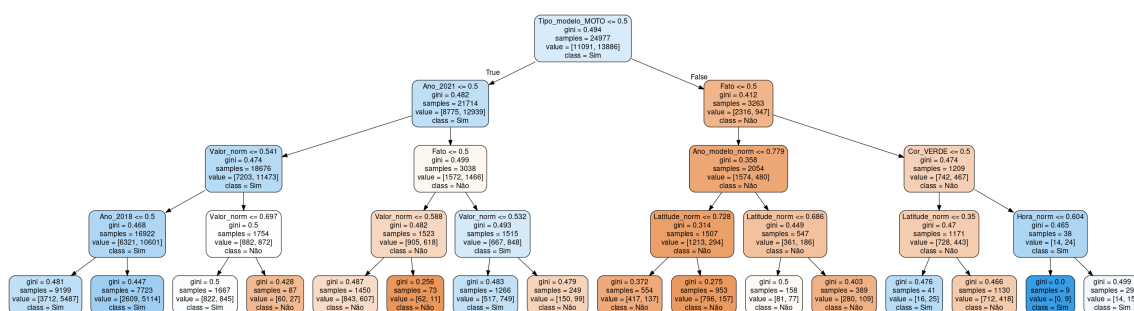 Tipo_modelo_MOTO <= 0.5
gini = 0.494
samples = 24977
value = [11091, 13886]
class = Sim
True
False
Ano_2021 <= 0.5
gini = 0.482
samples = 21714
value = [8775, 12939]
class = Sim
Fato <= 0.5
gini = 0.412
samples = 3263
value = [2316, 947]
class = Não
Valor_norm <= 0.541
gini = 0.474
samples = 18676
value = [7203, 11473]
class = Sim
Fato <= 0.5
gini = 0.499
samples = 3038
value = [1572, 1466]
class = Não
Ano_modelo_norm <= 0.779
gini = 0.358
samples = 2054
value = [1574, 480]
class = Não
Cor_VERDE <= 0.5
gini = 0.474
samples = 1209
value = [742, 467]
class = Não
Ano_2018 <= 0.5
gini = 0.468
samples = 16922
value = [6321, 10601]
class = Sim
Valor_norm <= 0.697
gini = 0.5
samples = 1754
value = [882, 872]
class = Não
Valor_norm <= 0.588
gini = 0.482
samples = 1523
value = [905, 618]
class = Não
Valor_norm <= 0.532
gini = 0.493
samples = 1515
value = [667, 848]
class = Sim
Latitude_norm <= 0.728
gini = 0.314
samples = 1507
value = [1213, 294]
class = Não
Latitude_norm <= 0.686
gini = 0.449
samples = 547
value = [361, 186]
class = Não
Latitude_norm <= 0.35
gini = 0.47
samples = 1171
value = [728, 443]
class = Não
Hora_norm <= 0.604
gini = 0.465
samples = 38
value = [14, 24]
class = Sim
gini = 0.481
samples = 9199
value = [3712, 5487]
class = Sim
gini = 0.447
samples = 7723
value = [2609, 5114]
class = Sim
gini = 0.5
samples = 1667
value = [822, 845]
class = Sim
gini = 0.428
samples = 87
value = [60, 27]
class = Não
gini = 0.487
samples = 1450
value = [843, 607]
class = Não
gini = 0.256
samples = 73
value = [62, 11]
class = Não
gini = 0.483
samples = 1266
value = [517, 749]
class = Sim
gini = 0.479
samples = 249
value = [150, 99]
class = Não
gini = 0.372
samples = 554
value = [417, 137]
class = Não
gini = 0.275
samples = 953
value = [796, 157]
class = Não
gini = 0.5
samples = 158
value = [81, 77]
class = Não
gini = 0.403
samples = 389
value = [280, 109]
class = Não
gini = 0.476
samples = 41
value = [16, 25]
class = Sim
gini = 0.466
samples = 1130
value = [712, 418]
class = Não
gini = 0.0
samples = 9
value = [0, 9]
class = Sim
gini = 0.499
samples = 29
value = [14, 15
class = Sim